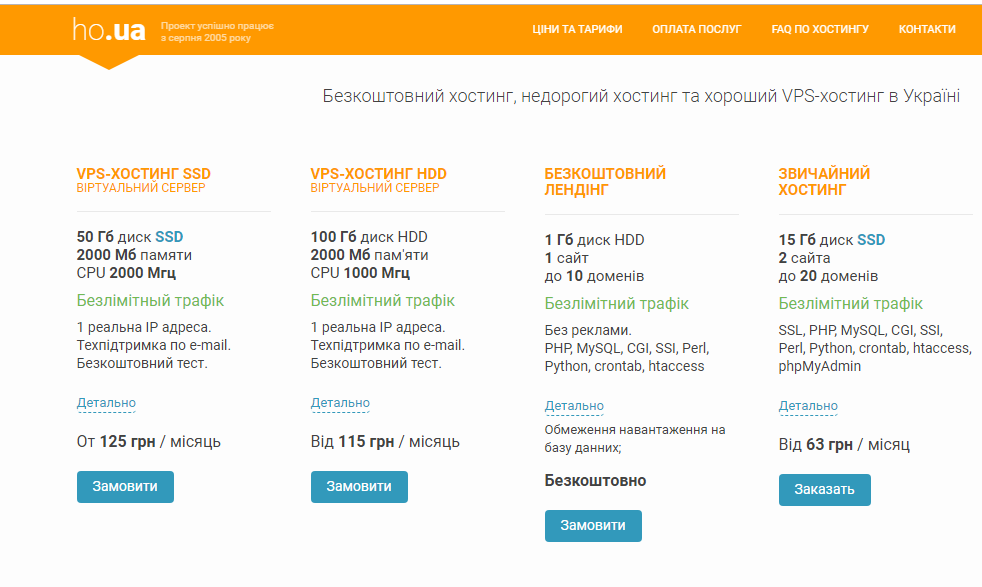 ho.ua
Проект успішно працює
з серпня 2005 року
ЦІНИ ТА ТАРИФИ
ОПЛАТА ПОСЛУГ
FAQ ПО ХОСТИНГУ
КОНТАКТИ
Безкоштовний хостинг, недорогий хостинг та хороший VPS-хостинг в Україні
VPS-ХОСТИНГ SSD
ВІРТУАЛЬНИЙ СЕРВЕР
50 Гб диск SSD
2000 Мб памяти
CPU 2000 Мгц
Безлімітный трафік
1 реальна IP адреса.
Техпідтримка по e-mail.
Безкоштовний тест.
Детально
От 125 грн / місяць
Замовити
VPS-ХОСТИНГ HDD
ВІРТУАЛЬНИЙ СЕРВЕР
100 Гб диск HDD
2000 Мб пам'яти
CPU 1000 Мгц
Безлімітний трафік
1 реальна IP адреса.
Техпідтримка по e-mail.
Безкоштовний тест.
Детально
Від 115 грн / місяць
Замовити
БЕЗКОШТОВНИЙ
ЛЕНДІНГ
1 Гб диск HDD
1 сайт
до 10 доменів
Безлімітний трафік
Без реклами.
PHP, MySQL, CGI, SSI, Perl,
Python, crontab, htaccess
Детально
Обмеження навантаження на
базу данних;
Безкоштовно
Замовити
ЗВИЧАЙНИЙ
ХОСТИНГ
15 Гб диск SSD
2 сайта
до 20 доменів
Безлімітний трафік
SSL, PHP, MySQL, CGI, SSI,
Perl, Python, crontab, htaccess,
phpMyAdmin
Детально
Від 63 грн / місяц
Заказать